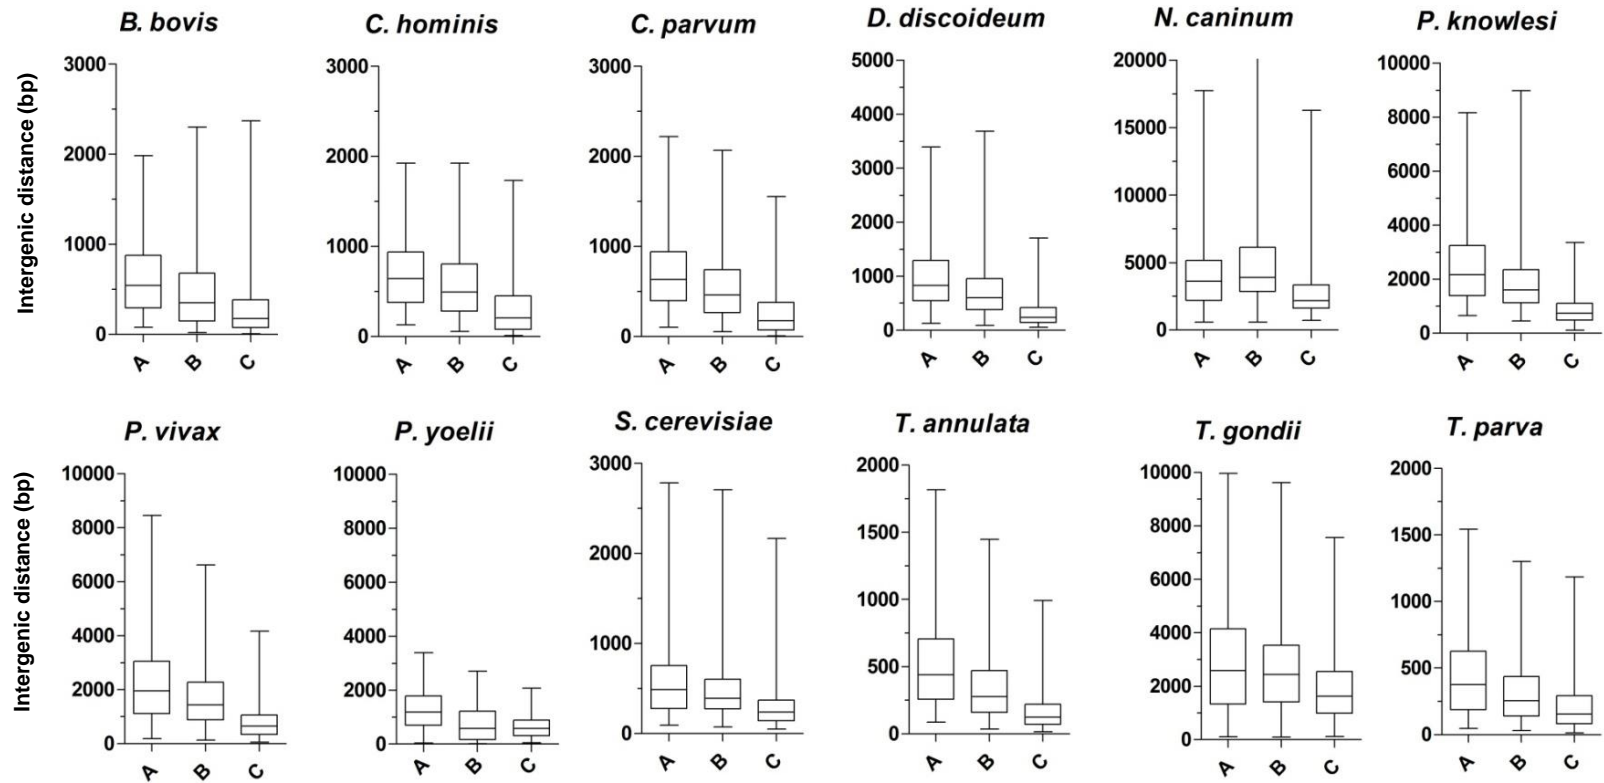 B. bovis
C. hominis
C. parvum
D. discoideum
N. caninum
P. knowlesi
Intergenic distance (bp)
3000
2000
1000
0
A B C
3000
2000
1000
0
A B C
3000
2000
1000
0
A B C
5000
4000
3000
2000
1000
0
A B C
20000
15000
10000
5000
0
A B C
10000
8000
6000
4000
2000
0
A B C
P. vivax
P. yoelii
S. cerevisiae
T. annulata
T. gondii
T. parva
Intergenic distance (bp)
10000
8000
6000
4000
2000
0
A B C
10000
8000
6000
4000
2000
0
A B C
3000
2000
1000
0
A B C
2000
1500
1000
500
0
A B C
10000
8000
6000
4000
2000
0
A B C
2000
1500
1000
500
0
A B C